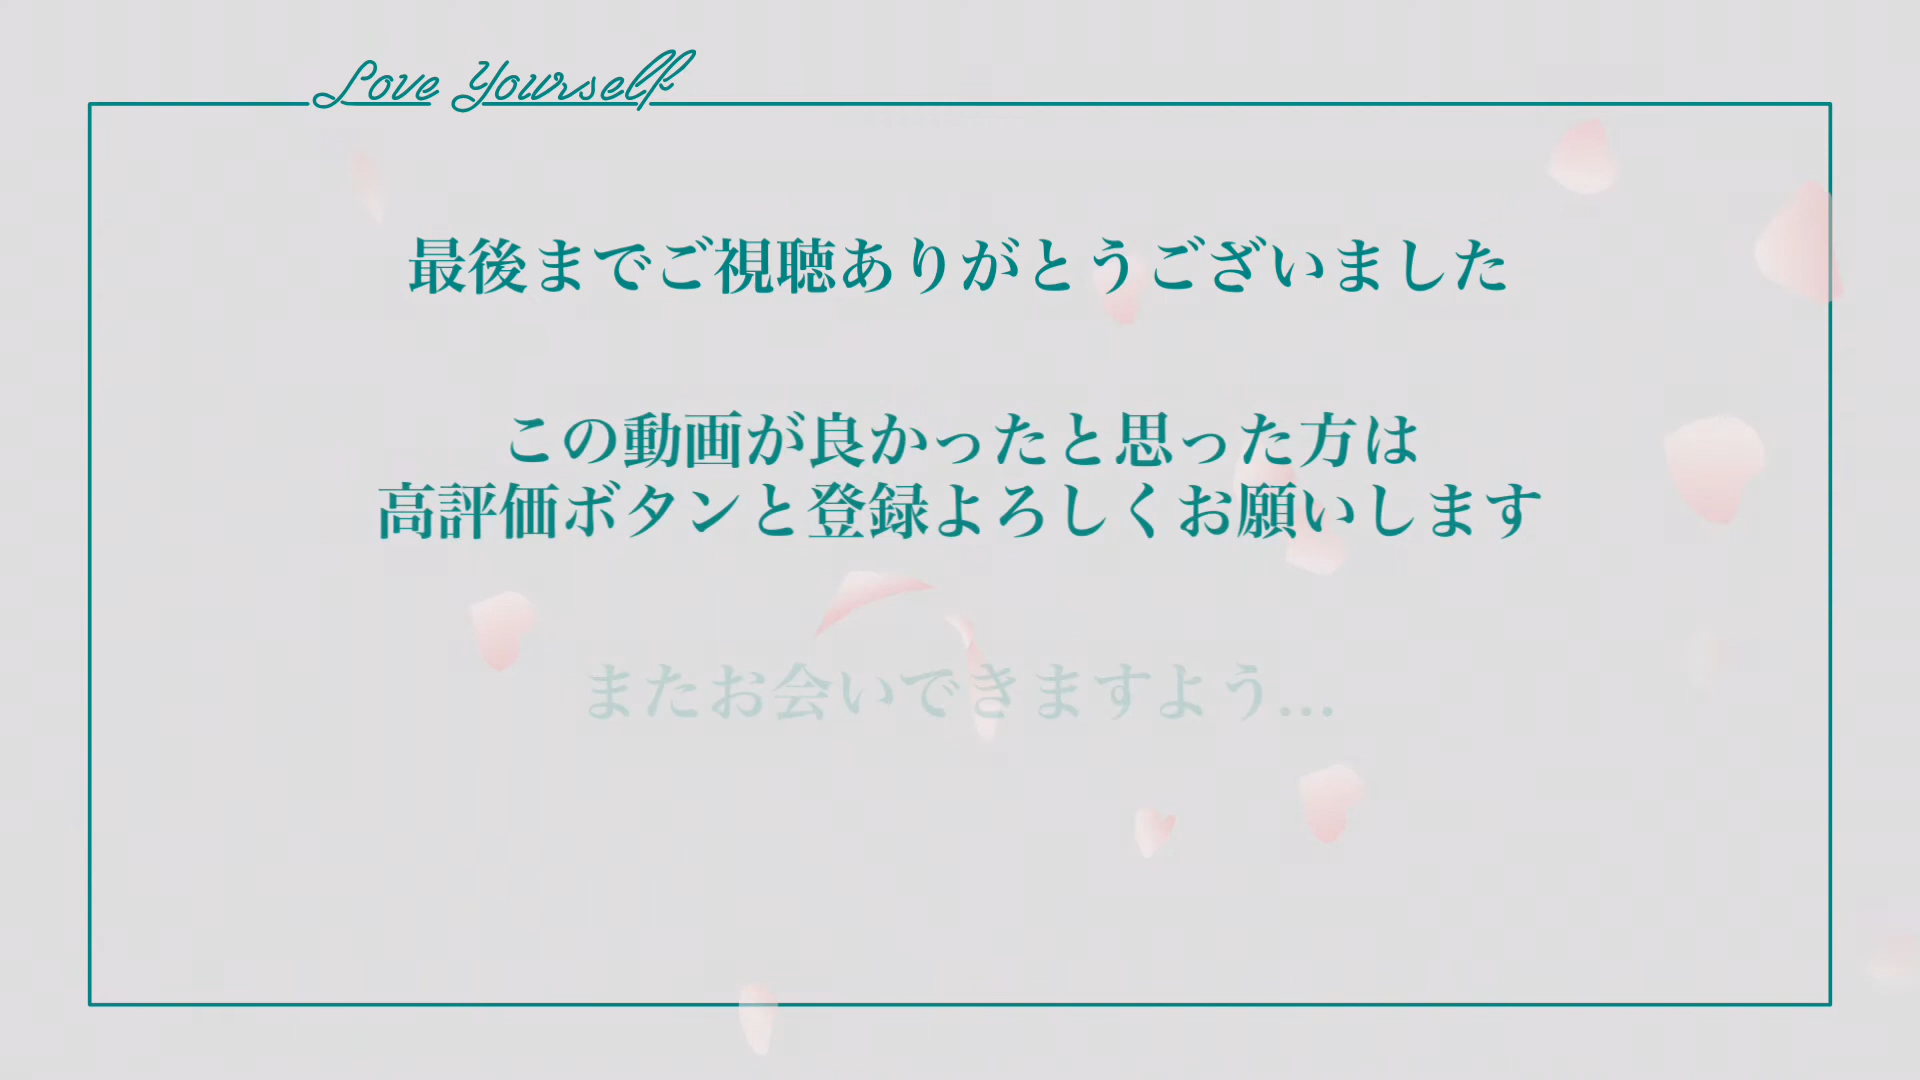 Love Yourself
最後までご視聴ありがとうございました
この動画が良かったと思った方は
高評価ボタンと登録よろしくお願いします
またお会いできますよう...